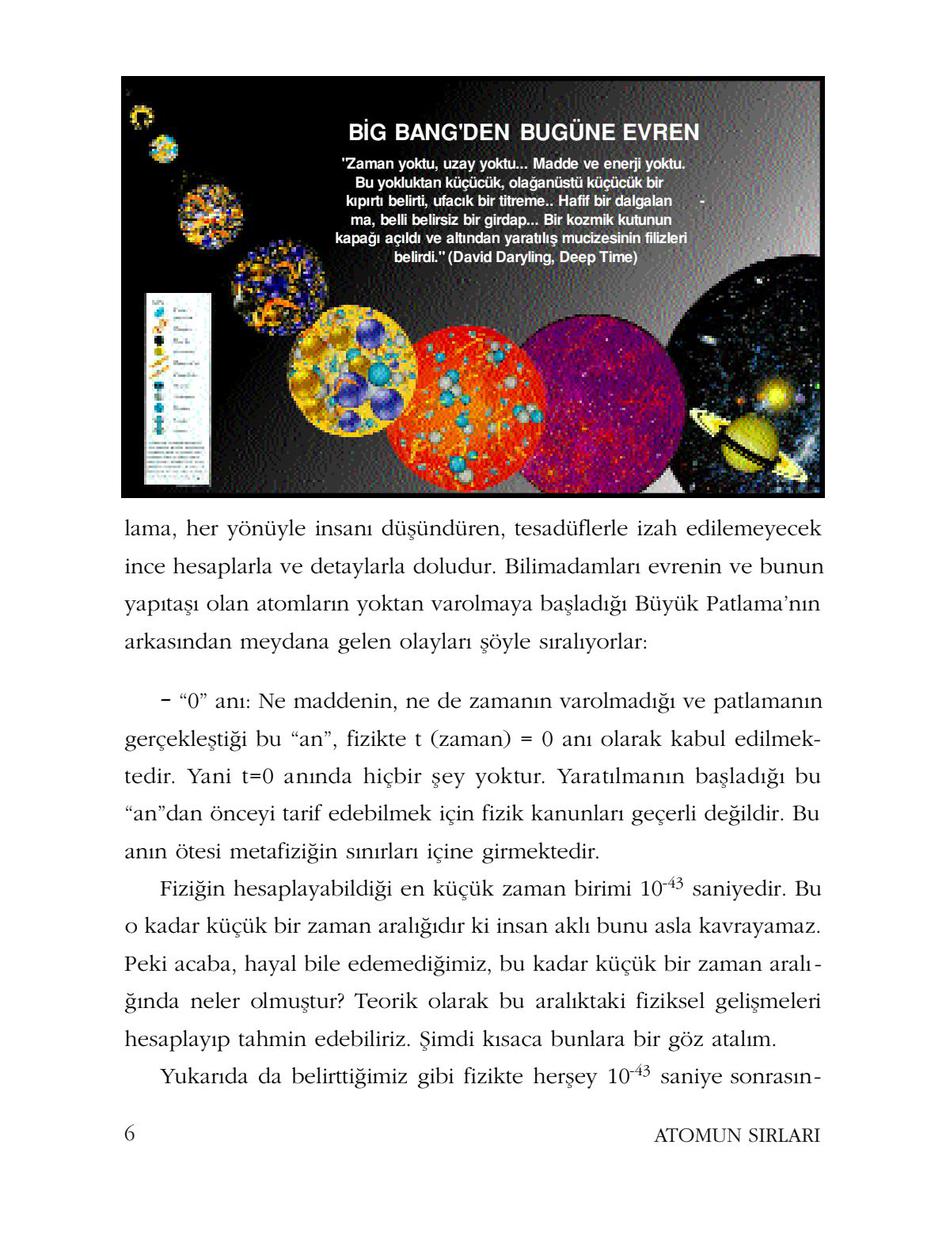 BİG BANG'DEN BUGÜNE EVREN
"Zaman yoktu, uzay yoktu... Madde ve enerji yoktu.
Bu yokluktan küçücük, olağanüstü küçücük bir
kıpırtı belirti, ufacık bir titreme.. Hafif bir dalgalan -
ma, belli belirsiz bir girdap... Bir kozmik kutunun
kapağı açıldı ve altından yaratılış mucizesinin filizleri
belirdi." (David Daryling, Deep Time)
lama, her yönüyle insanı düşündüren, tesadüflerle izah edilemeyecek
ince hesaplarla ve detaylarla doludur. Bilimadamları evrenin ve bunun
yapıtaşı olan atomların yoktan varolmaya başladığı Büyük Patlama’nın
arkasından meydana gelen olayları şöyle sıralıyorlar:
– “0” anı: Ne maddenin, ne de zamanın varolmadığı ve patlamanın
gerçekleştiği bu “an”, fizikte t (zaman) = 0 anı olarak kabul edilmek-
tedir. Yani t=0 anında hiçbir şey yoktur. Yaratılmanın başladığı bu
“an”dan önceyi tarif edebilmek için fizik kanunları geçerli değildir. Bu
anın ötesi metafiziğin sınırları içine girmektedir.
Fiziğin hesaplayabildiği en küçük zaman birimi 10⁻⁴³ saniyedir. Bu
o kadar küçük bir zaman aralığıdır ki insan aklı bunu asla kavrayamaz.
Peki acaba, hayal bile edemediğimiz, bu kadar küçük bir zaman aralı-
ğında neler olmuştur? Teorik olarak bu aralıktaki fiziksel gelişmeleri
hesaplayıp tahmin edebiliriz. Şimdi kısaca bunlara bir göz atalım.
Yukarıda da belirttiğimiz gibi fizikte herşey 10⁻⁴³ saniye sonrasın-
6 ATOMUN SIRLARI